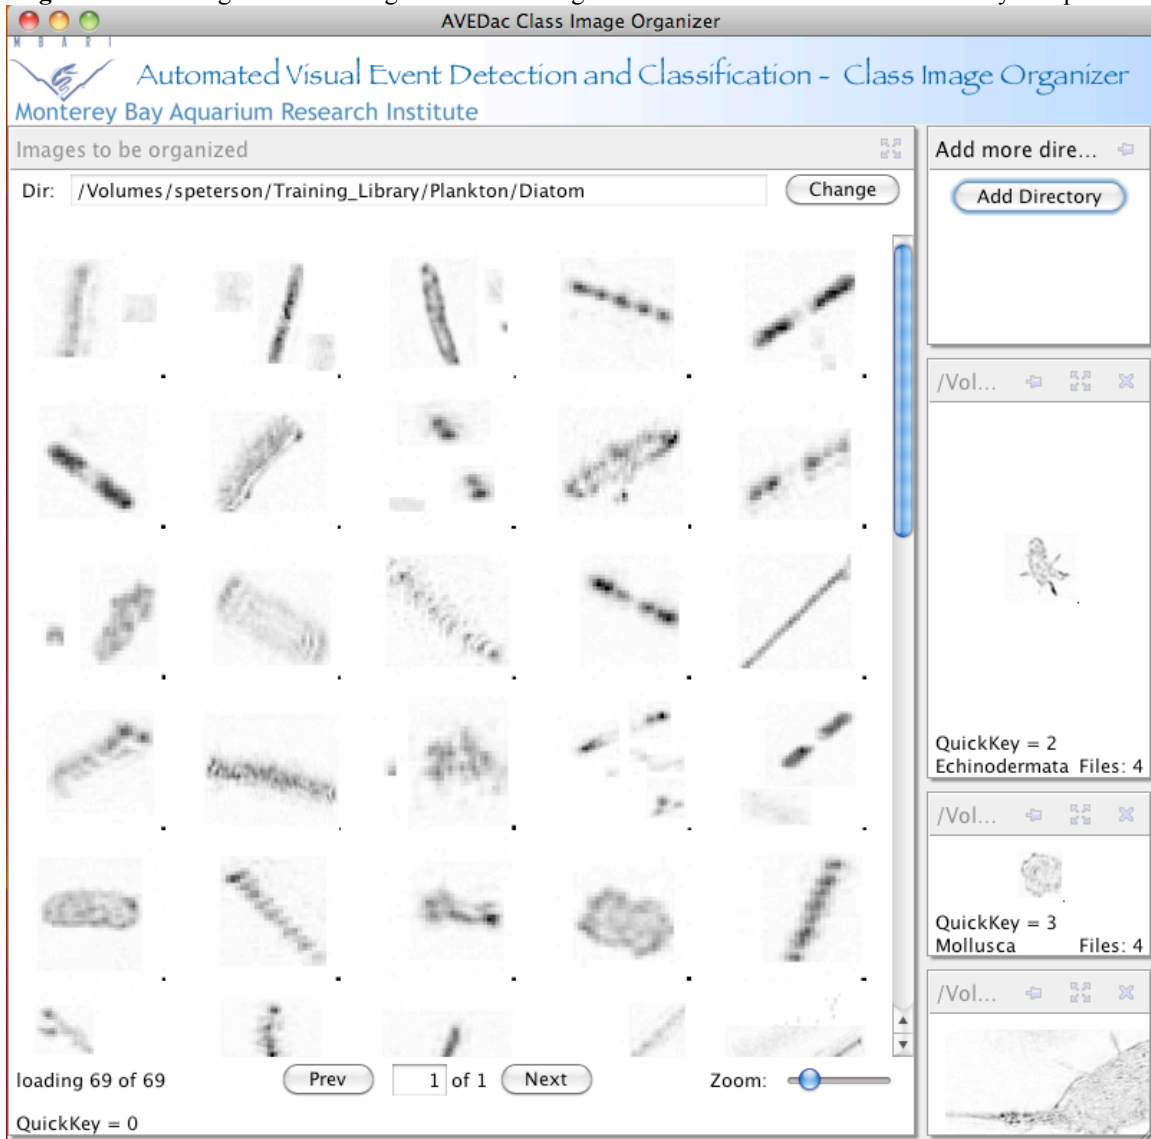 AVEDac Class Image Organizer
M B A R I
Automated Visual Event Detection and Classification - Class Image Organizer
Monterey Bay Aquarium Research Institute
Images to be organized
Dir: /Volumes/speterson/Training_Library/Plankton/Diatom Change
loading 69 of 69 Prev 1 of 1 Next Zoom:
QuickKey = 0
Add more dire...
Add Directory
/Vol...
QuickKey = 2
Echinodermata Files: 4
/Vol...
QuickKey = 3
Mollusca Files: 4
/Vol...